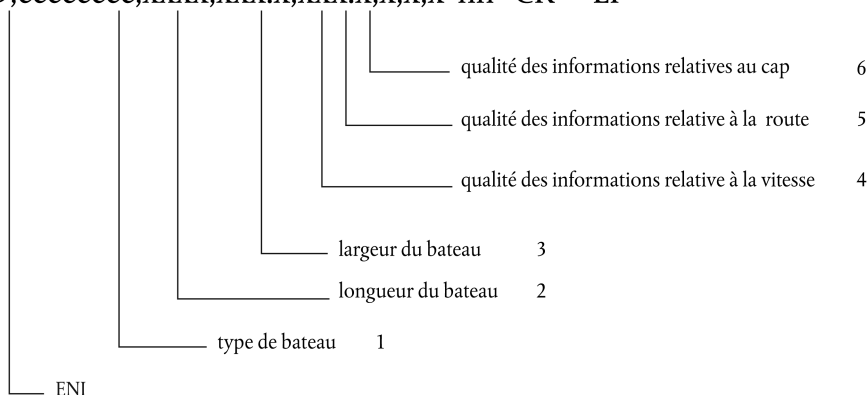 qualité des informations relatives au cap 6
qualité des informations relative à la route 5
qualité des informations relative à la vitesse 4
largeur du bateau 3
longueur du bateau 2
type de bateau 1
ENI